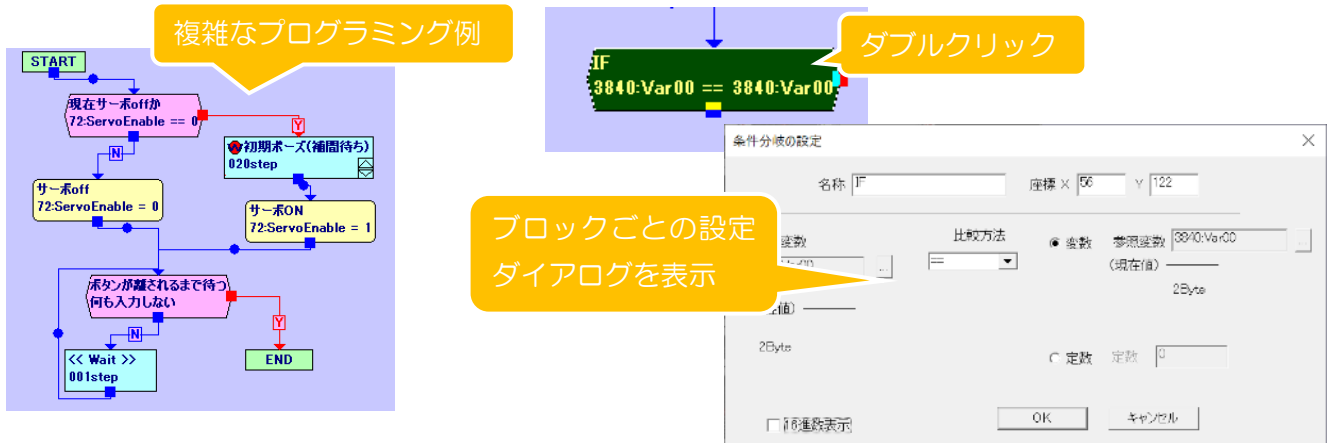 複雑なプログラミング例
START
現在サーボoffか
72:ServoEnable == 0
Y
N
初期ポーズ(補間待ち)
020step
サーボoff
72:ServoEnable = 0
サーボON
72:ServoEnable = 1
ボタンが離されるまで待つ
何も入力しない
N
Y
<< Wait >>
001step
END
ダブルクリック
IF
3840:Var00 == 3840:Var00
条件分岐の設定
名称 IF 座標 X 56 Y 122
ブロックごとの設定
ダイアログを表示
変数 比較方法 変数 参照変数 3840:Var00 ...
... == (現在値)
2Byte
2Byte
定数 定数 0
16進数表示 OK キャンセル